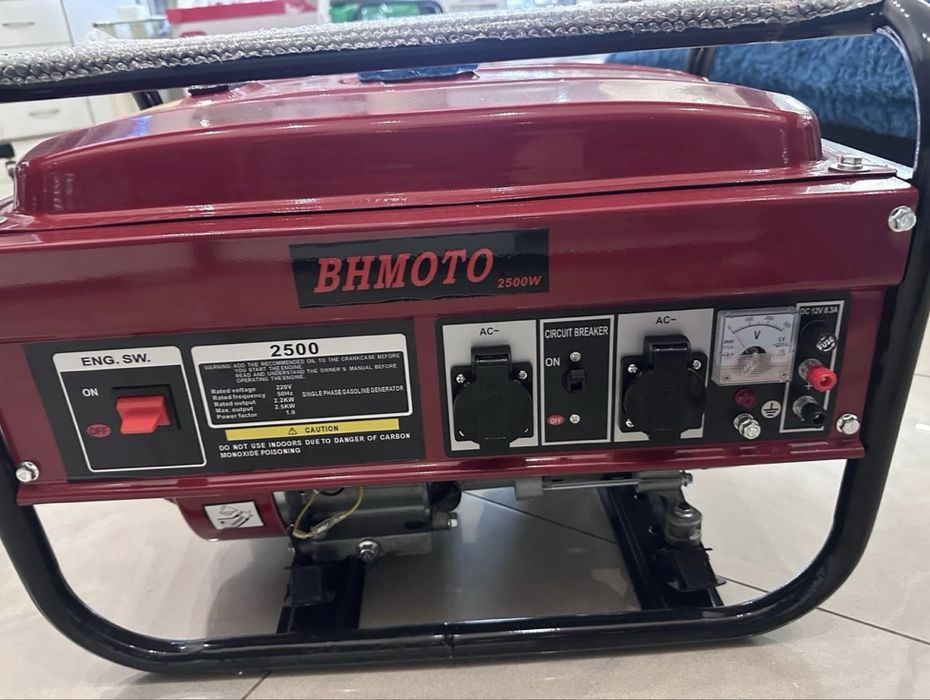 BHMOTO
2500W
ENG. SW.
ON
OFF
2500
WARNING: ADD THE RECOMMENDED OIL TO THE CRANKCASE BEFORE
YOU START THE ENGINE
READ AND UNDERSTAND THE OWNER'S MANUAL BEFORE
OPERATING THE ENGINE.
Rated voltage 220V
Rated frequency 50Hz
Rated output 2.2KW
Max. output 2.5KW
Power factor 1.0
SINGLE PHASE GASOLINE GENERATOR
CAUTION
DO NOT USE INDOORS DUE TO DANGER OF CARBON
MONOXIDE POISONING
AC~
CIRCUIT BREAKER
ON
OFF
AC~
V
DC 12V 8.3A
FUSE
+